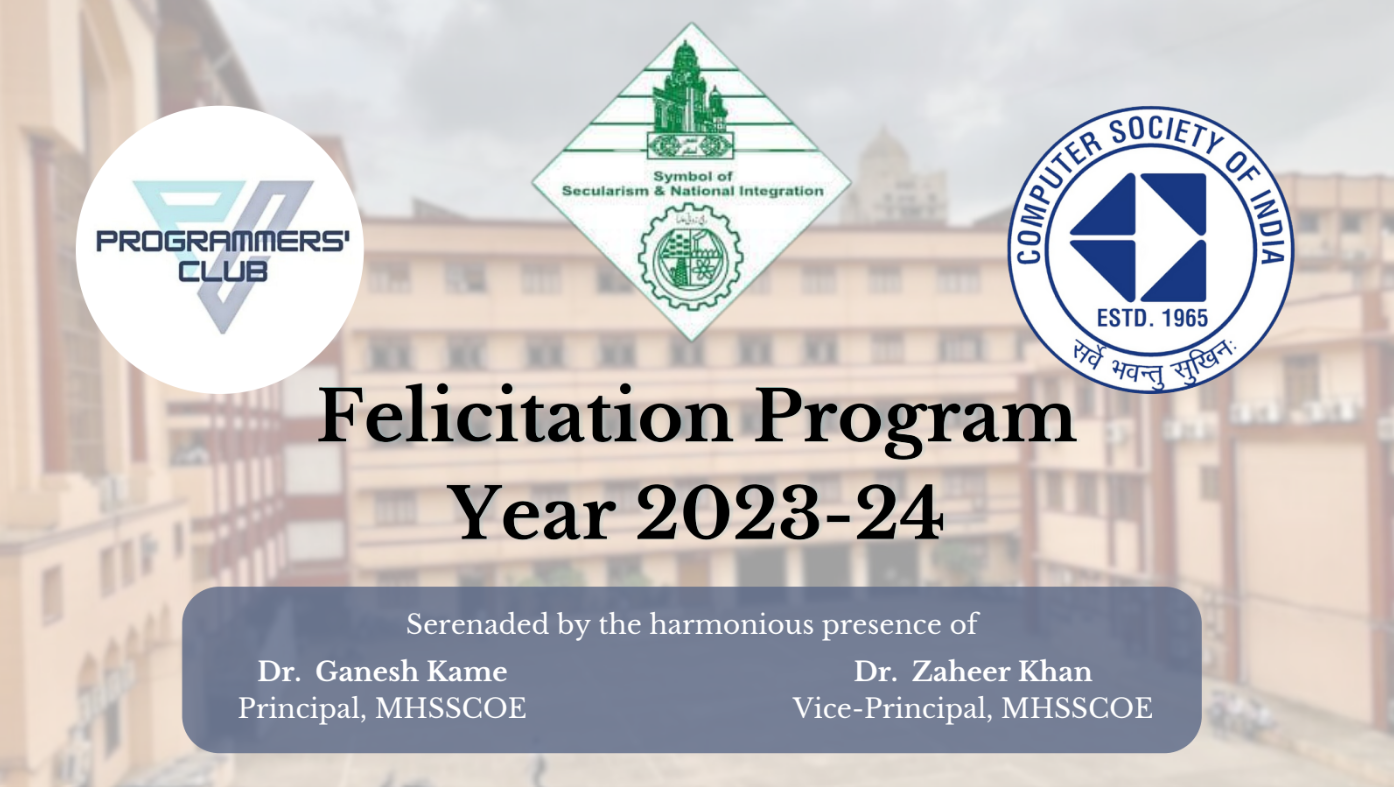 PROGRAMMERS'
CLUB
Symbol of
Secularism & National Integration
COMPUTER SOCIETY OF INDIA
ESTD. 1965
सर्वे भवन्तु सुखिनः
Felicitation Program
Year 2023-24
Serenaded by the harmonious presence of
Dr. Ganesh Kame
Principal, MHSSCOE
Dr. Zaheer Khan
Vice-Principal, MHSSCOE